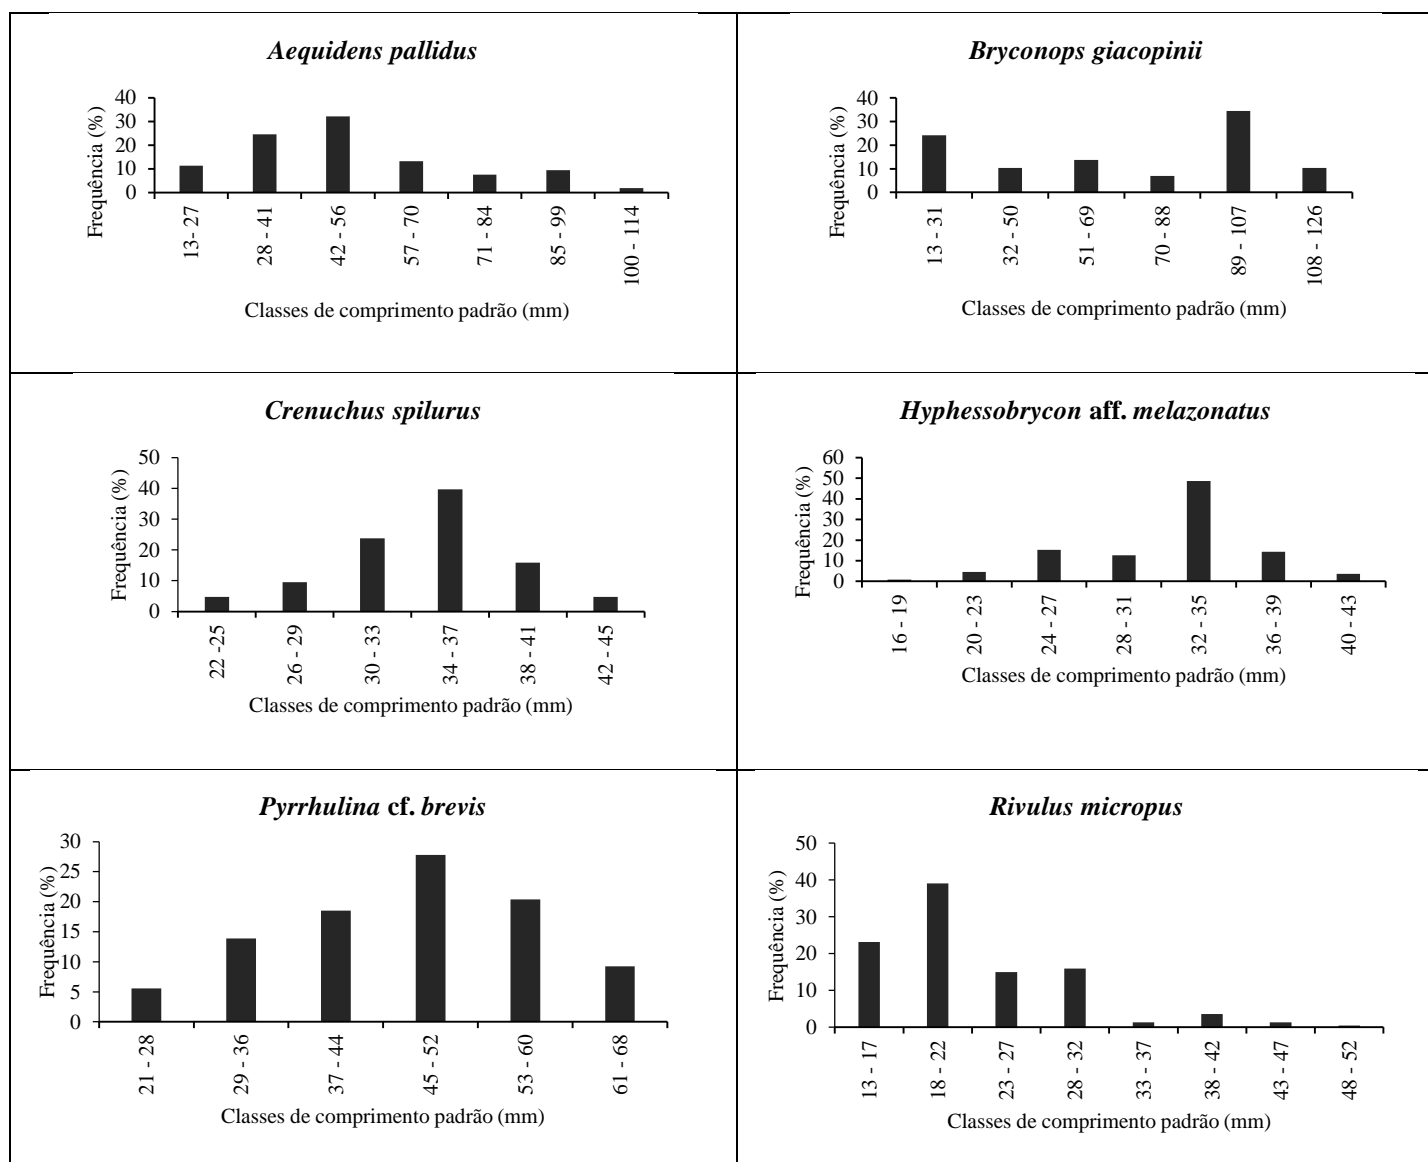 Aequidens pallidus
Frequência (%)
40
30
20
10
0
13- 27
28 - 41
42 - 56
57 - 70
71 - 84
85 - 99
100 - 114
Classes de comprimento padrão (mm)
Bryconops giacopinii
Frequência (%)
40
30
20
10
0
13 - 31
32 - 50
51 - 69
70 - 88
89 - 107
108 - 126
Classes de comprimento padrão (mm)
Crenuchus spilurus
Frequência (%)
50
40
30
20
10
0
22 -25
26 - 29
30 - 33
34 - 37
38 - 41
42 - 45
Classes de comprimento padrão (mm)
Hyphessobrycon aff. melazonatus
Frequência (%)
60
50
40
30
20
10
0
16 - 19
20 - 23
24 - 27
28 - 31
32 - 35
36 - 39
40 - 43
Classes de comprimento padrão (mm)
Pyrrhulina cf. brevis
Frequência (%)
30
25
20
15
10
5
0
21 - 28
29 - 36
37 - 44
45 - 52
53 - 60
61 - 68
Classes de comprimento padrão (mm)
Rivulus micropus
Frequência (%)
50
40
30
20
10
0
13 - 17
18 - 22
23 - 27
28 - 32
33 - 37
38 - 42
43 - 47
48 - 52
Classes de comprimento padrão (mm)